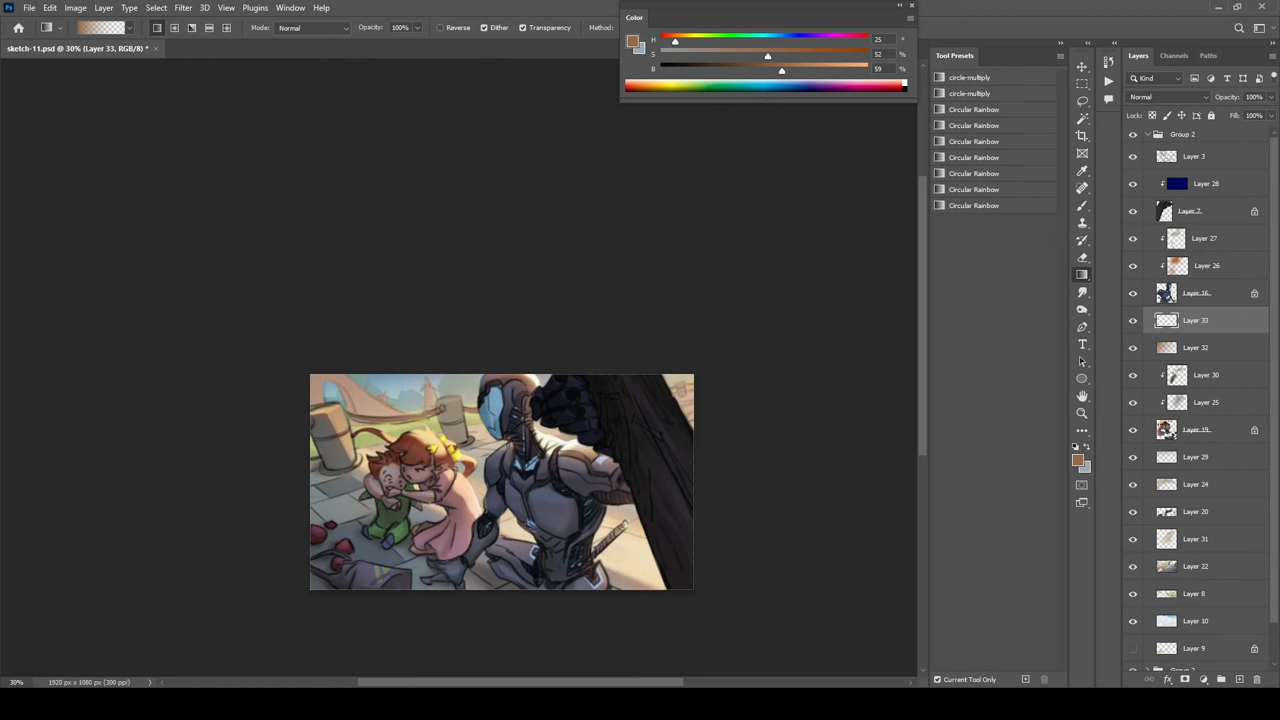 Ps File Edit Image Layer Type Select Filter 3D View Plugins Window Help
Mode: Normal Opacity: 100% Reverse Dither Transparency Method:
sketch-11.psd @ 30% (Layer 33, RGB/8) *
Color
H 25 °
S 52 %
B 59 %
Tool Presets
circle-multiply
circle-multiply
Circular Rainbow
Circular Rainbow
Circular Rainbow
Circular Rainbow
Circular Rainbow
Circular Rainbow
Circular Rainbow
Current Tool Only
Layers Channels Paths
Kind
Normal Opacity: 100%
Lock: Fill: 100%
Group 2
Layer 3
Layer 28
Layer 7
Layer 27
Layer 26
Layer 16
Layer 33
Layer 32
Layer 30
Layer 25
Layer 19
Layer 29
Layer 24
Layer 20
Layer 31
Layer 22
Layer 8
Layer 10
Layer 9
Group 2
30% 1920 px x 1080 px (300 ppi)